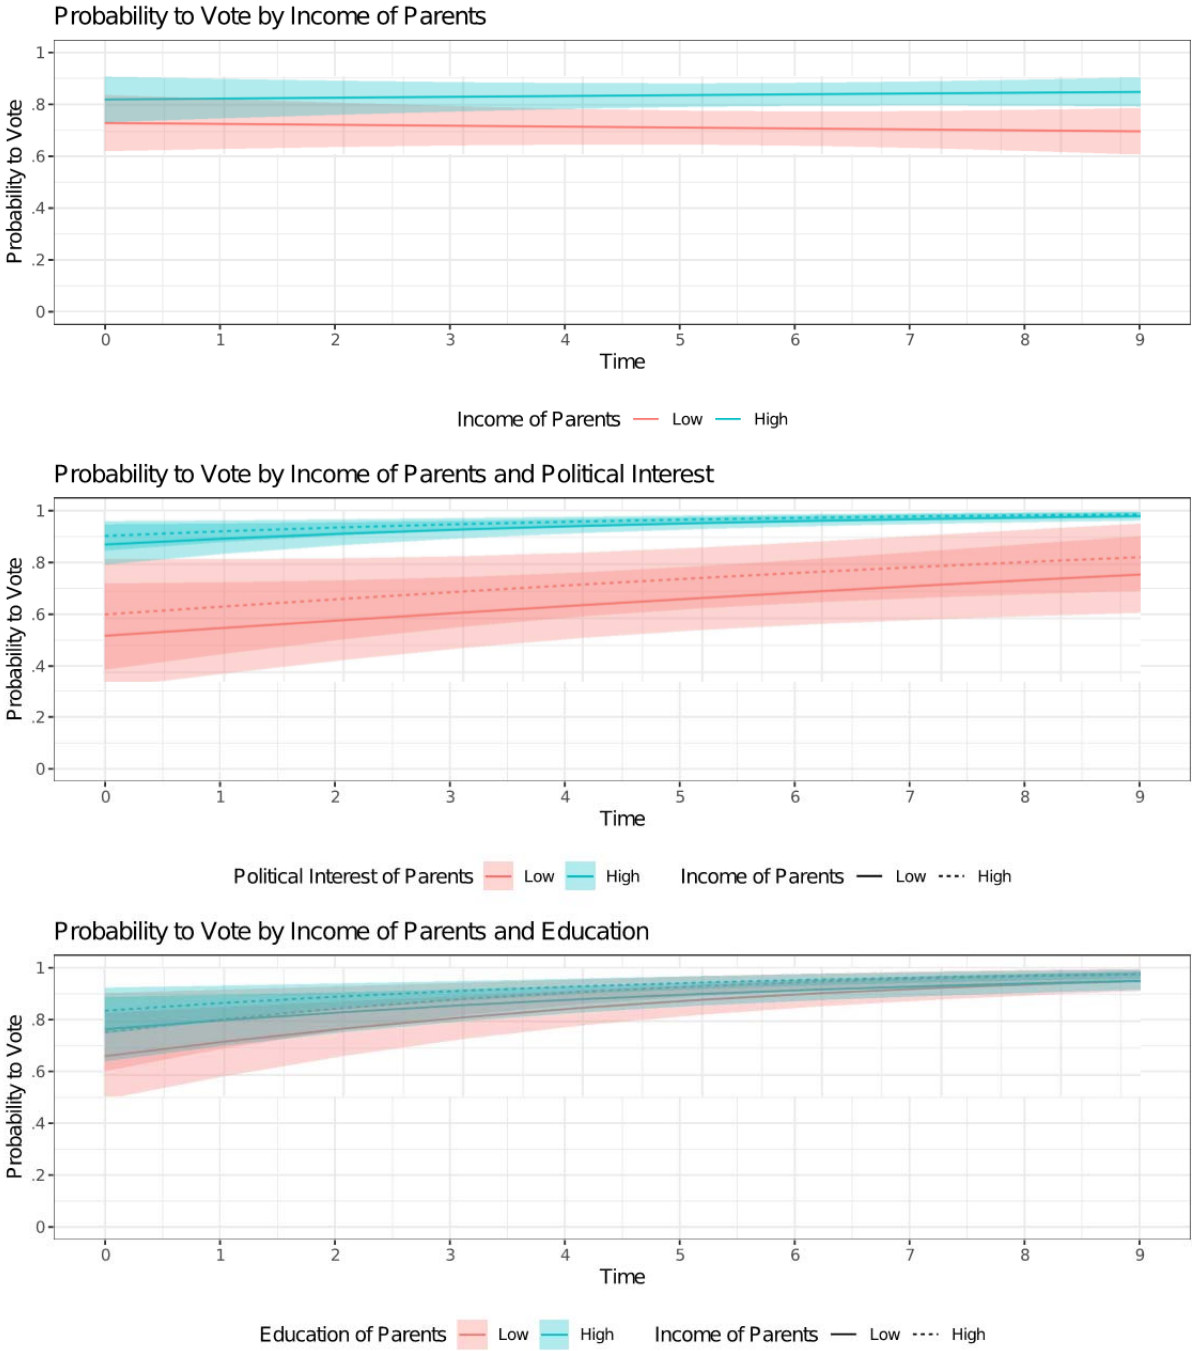 Probability to Vote by Income of Parents
1
.8
.6
.4
.2
0
Probability to Vote
0 1 2 3 4 5 6 7 8 9
Time
Income of Parents Low High
Probability to Vote by Income of Parents and Political Interest
1
.8
.6
.4
.2
0
Probability to Vote
0 1 2 3 4 5 6 7 8 9
Time
Political Interest of Parents Low High Income of Parents Low High
Probability to Vote by Income of Parents and Education
1
.8
.6
.4
.2
0
Probability to Vote
0 1 2 3 4 5 6 7 8 9
Time
Education of Parents Low High Income of Parents Low High